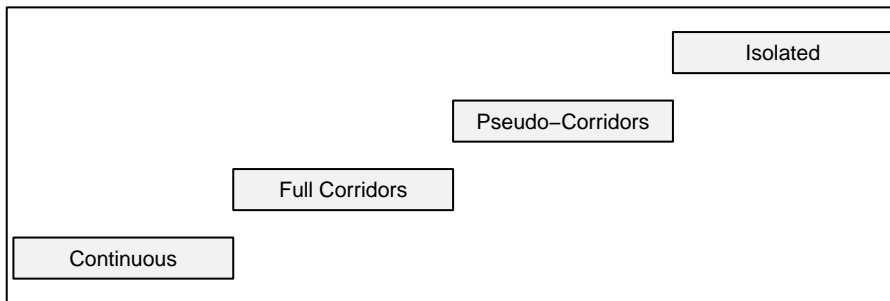 Isolated
Pseudo−Corridors
Full Corridors
Continuous